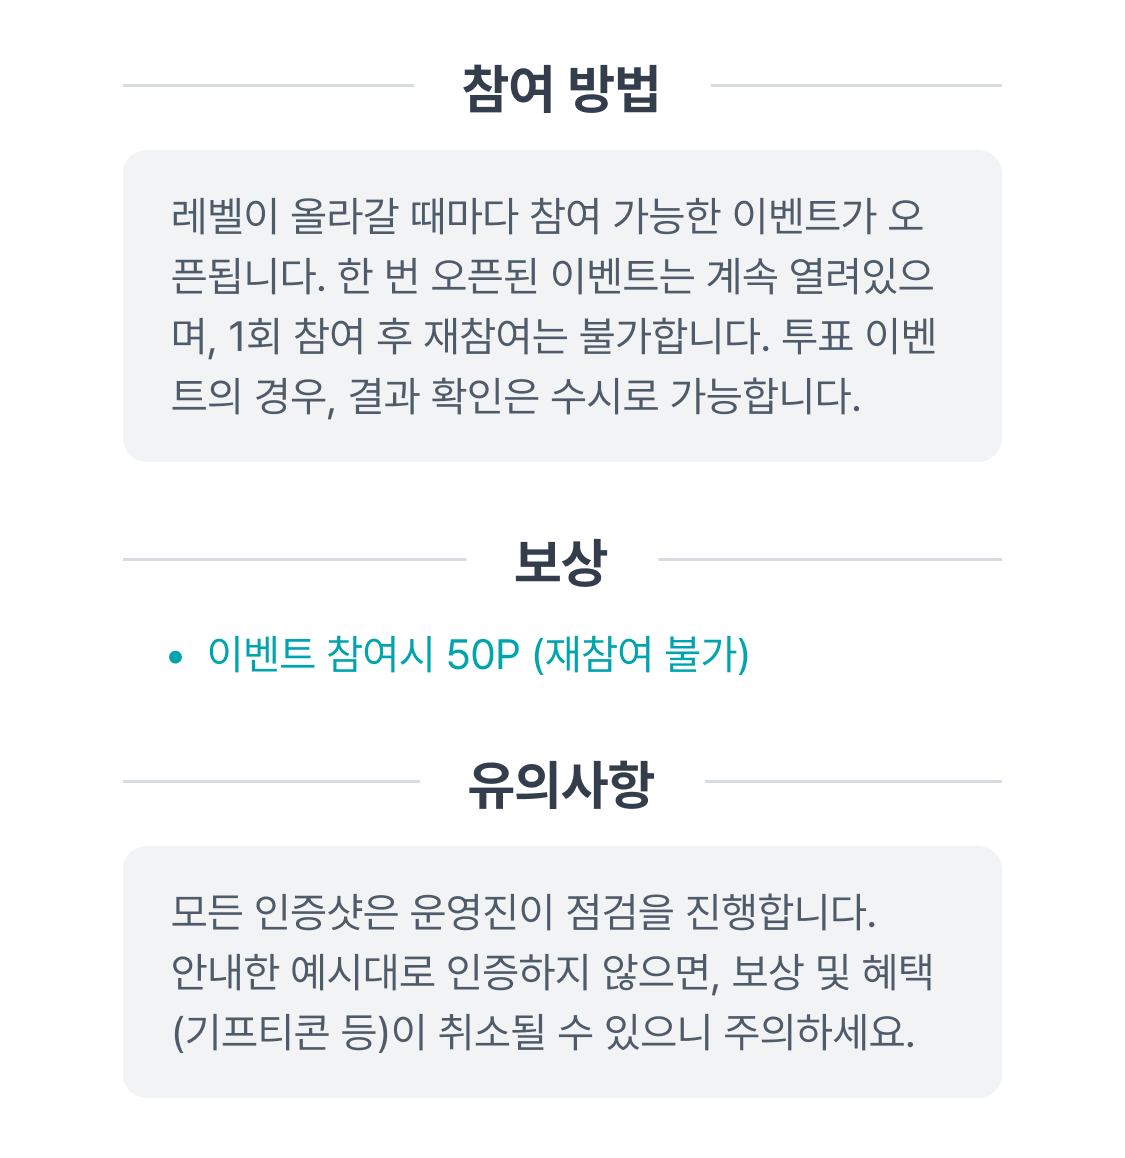 참여 방법
레벨이 올라갈 때마다 참여 가능한 이벤트가 오
픈됩니다. 한 번 오픈된 이벤트는 계속 열려있으
며, 1회 참여 후 재참여는 불가합니다. 투표 이벤
트의 경우, 결과 확인은 수시로 가능합니다.
보상
• 이벤트 참여시 50P (재참여 불가)
유의사항
모든 인증샷은 운영진이 점검을 진행합니다.
안내한 예시대로 인증하지 않으면, 보상 및 혜택
(기프티콘 등)이 취소될 수 있으니 주의하세요.